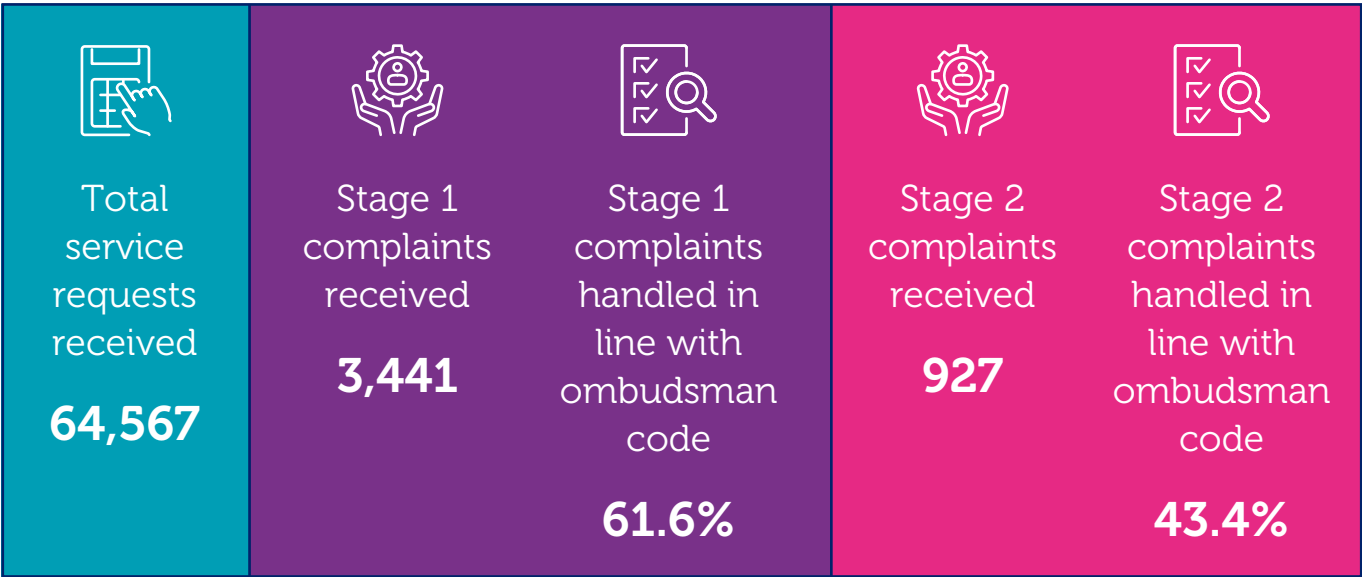 Total
service
requests
received
64,567
Stage 1
complaints
received
3,441
Stage 1
complaints
handled in
line with
ombudsman
code
61.6%
Stage 2
complaints
received
927
Stage 2
complaints
handled in
line with
ombudsman
code
43.4%